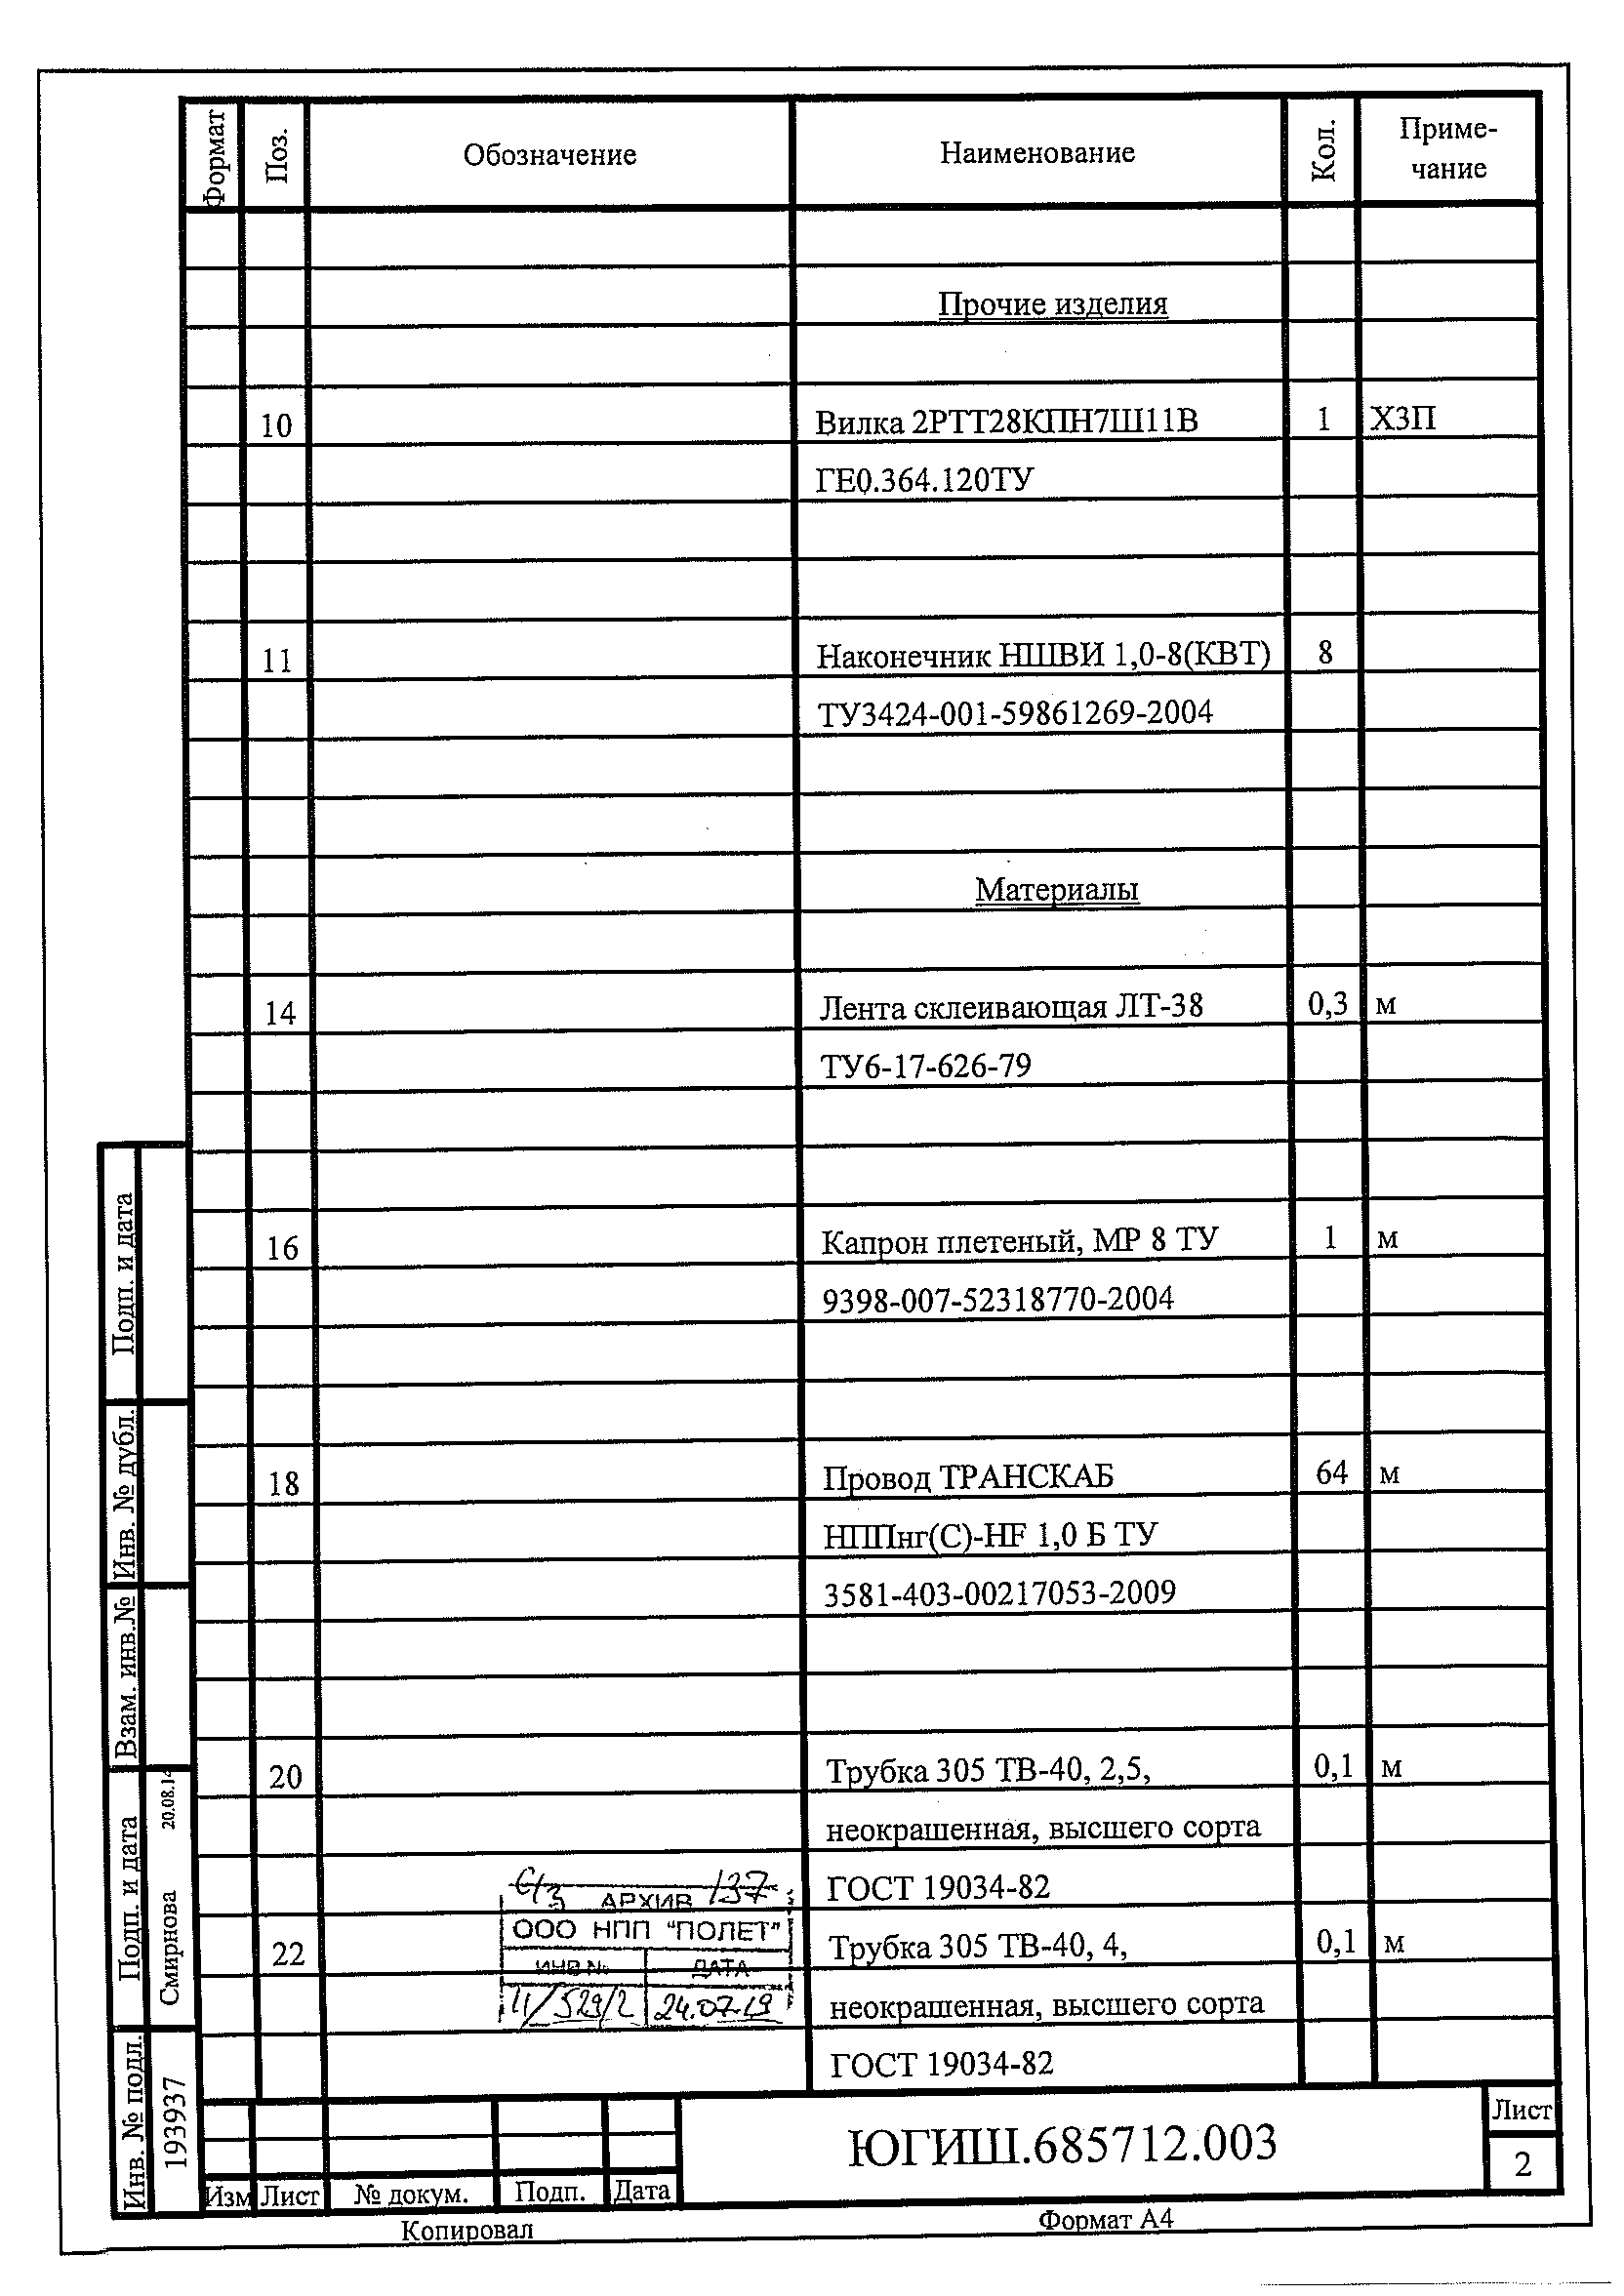 Формат Поз. Обозначение Наименование Кол. Приме-
чание
Прочие изделия
10 Вилка 2РТТ28КПН7Ш11В 1 Х3П
ГЕ0.364.120ТУ
11 Наконечник НШВИ 1,0-8(КВТ) 8
ТУ3424-001-59861269-2004
Материалы
14 Лента склеивающая ЛТ-38 0,3 м
ТУ6-17-626-79
16 Капрон плетеный, МР 8 ТУ 1 м
9398-007-52318770-2004
18 Провод ТРАНСКАБ 64 м
НППнг(С)-HF 1,0 Б ТУ
3581-403-00217053-2009
20 Трубка 305 ТВ-40, 2,5, 0,1 м
неокрашенная, высшего сорта
ГОСТ 19034-82
22 Трубка 305 ТВ-40, 4, 0,1 м
неокрашенная, высшего сорта
ГОСТ 19034-82
АРХИВ 137
ООО НПП "ПОЛЕТ"
ИНВ № ДАТА
24.07.19
Подп. и дата
Инв. № дубл.
Взам. инв.№
Подп. и дата Смирнова 20.08.14
Инв. № подл. 193937
Изм Лист № докум. Подп. Дата
ЮГИШ.685712.003
Лист
2
Копировал Формат А4